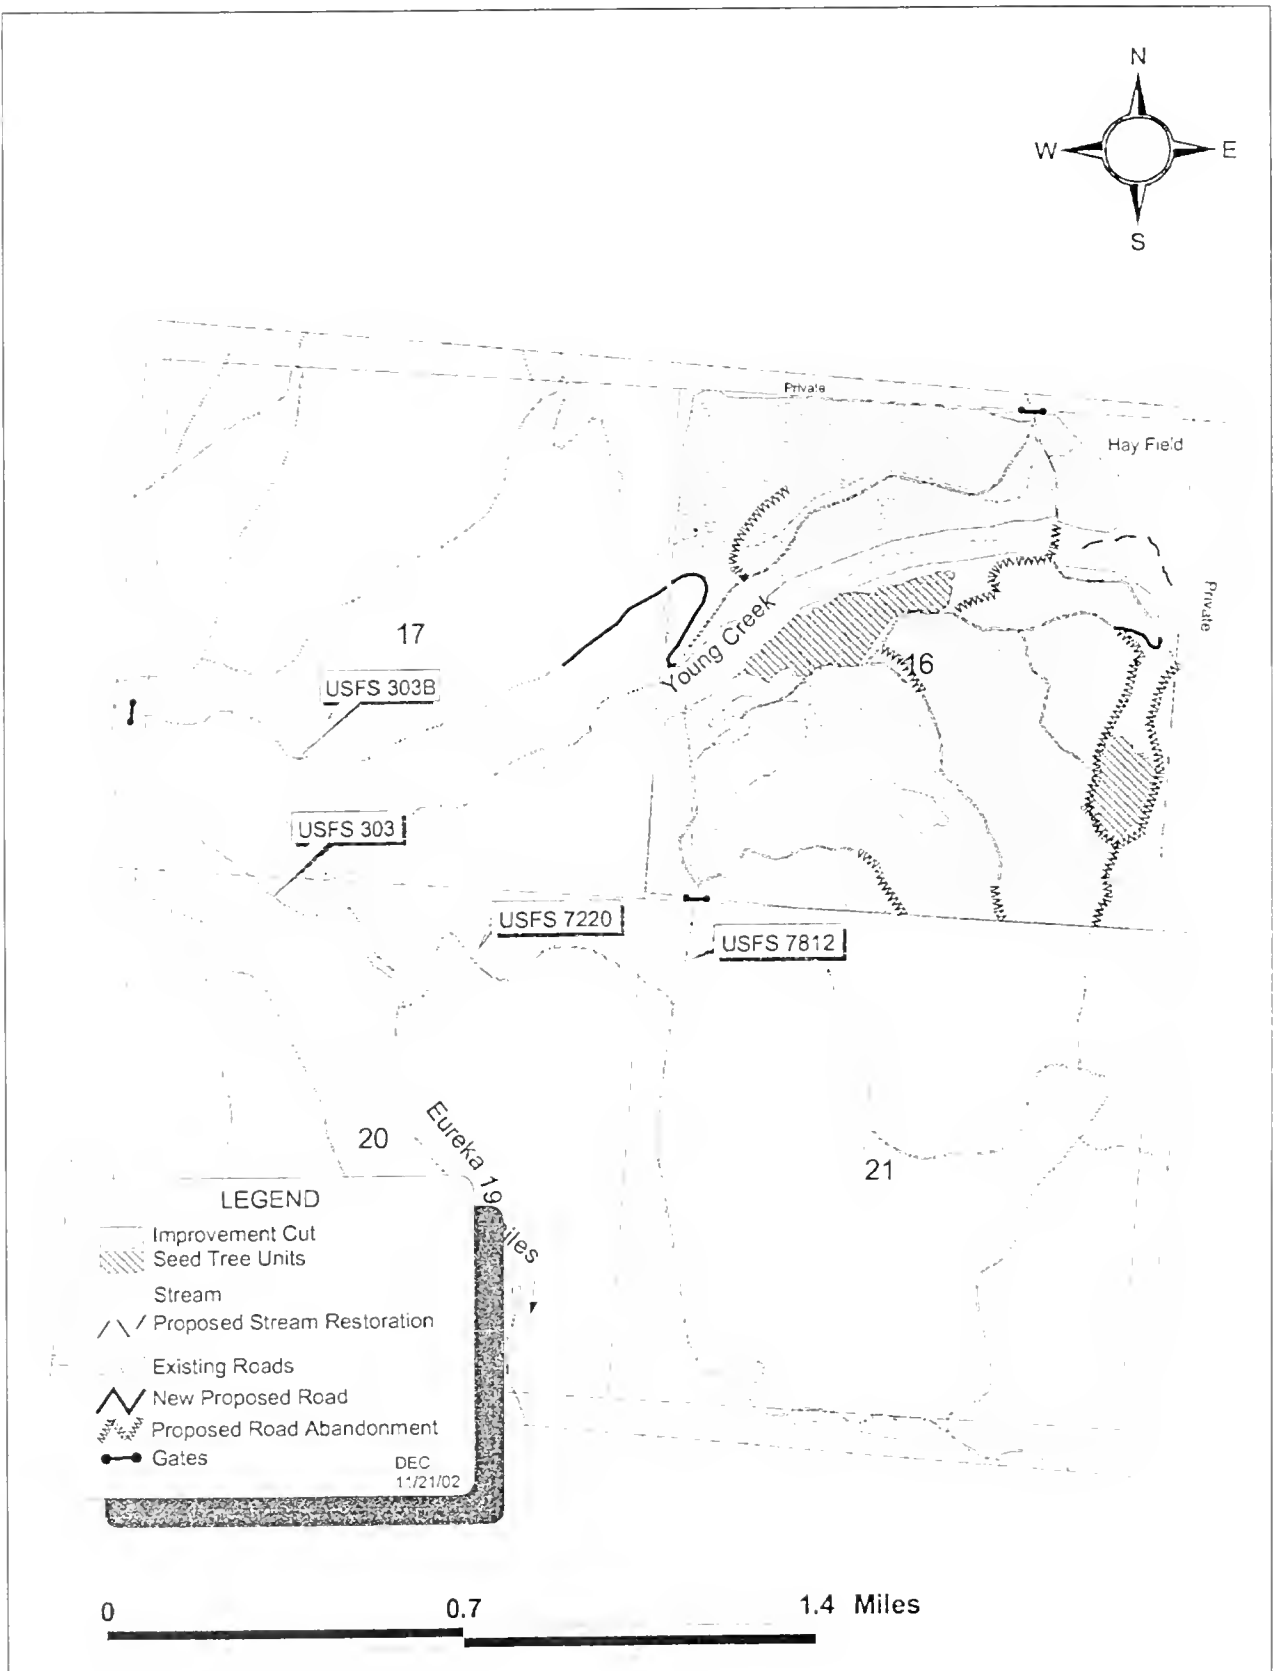 N
W E
S
Private
Hay Field
Private
17
Young Creek
16
USFS 303B
USFS 303
USFS 7220
USFS 7812
20
Eureka 19 miles
21
LEGEND
Improvement Cut
Seed Tree Units
Stream
Proposed Stream Restoration
Existing Roads
New Proposed Road
Proposed Road Abandonment
Gates
DEC
11/21/02
0 0.7 1.4 Miles